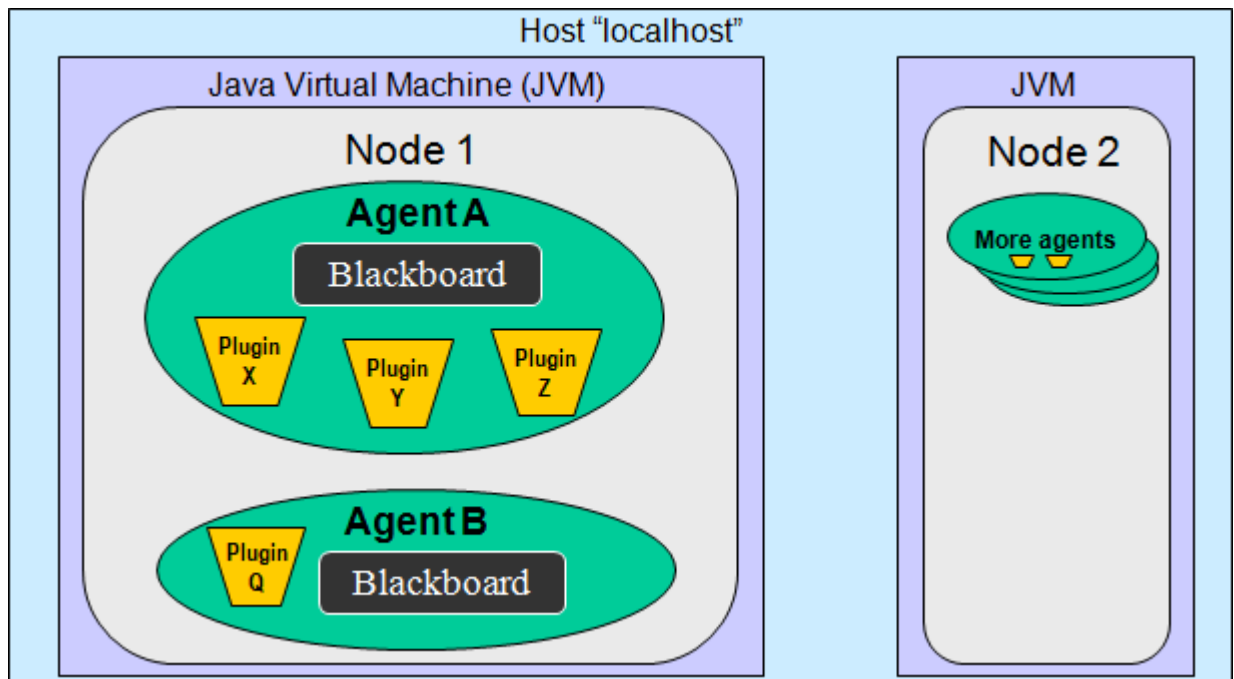 Host “localhost”
Java Virtual Machine (JVM)
Node 1
Agent A
Blackboard
Plugin
X
Plugin
Y
Plugin
Z
Agent B
Plugin
Q
Blackboard
JVM
Node 2
More agents